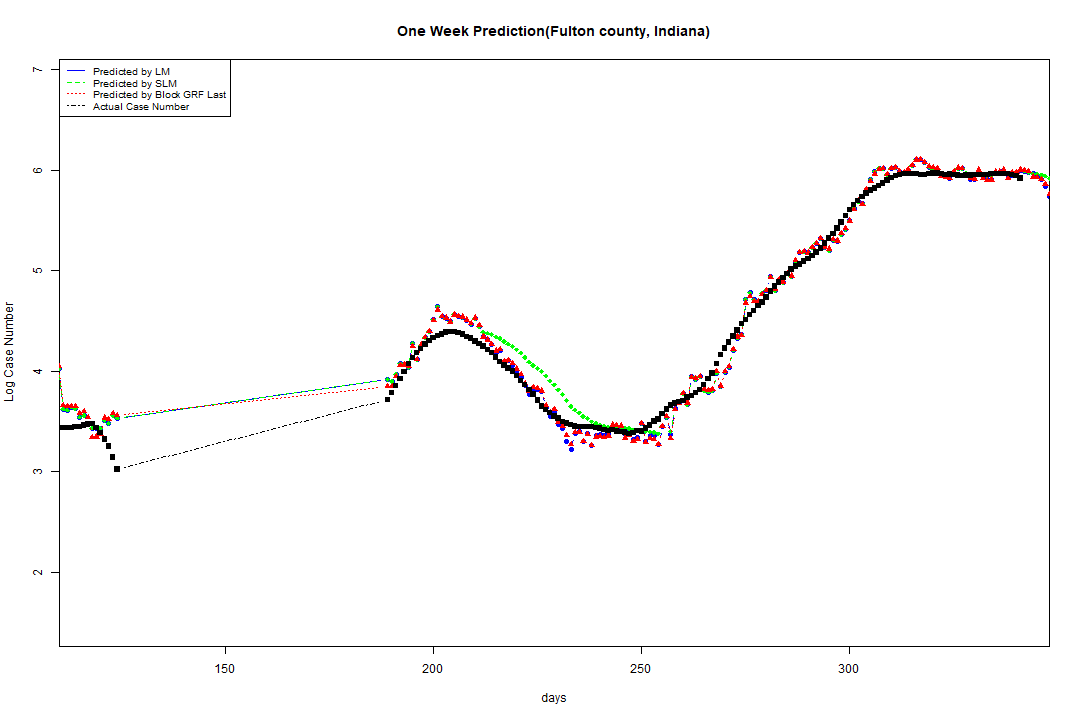 One Week Prediction(Fulton county, Indiana)
Predicted by LM
Predicted by SLM
Predicted by Block GRF Last
Actual Case Number
7
6
5
4
3
2
Log Case Number
150
200
250
300
days